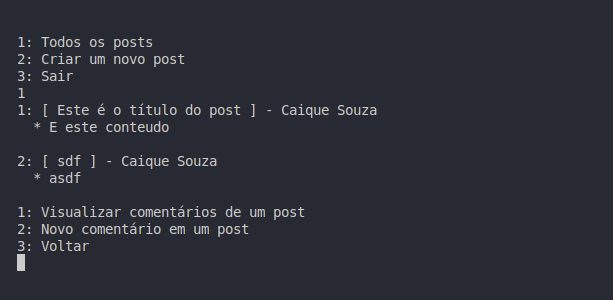 1: Todos os posts
2: Criar um novo post
3: Sair
1
1: [ Este é o título do post ] - Caique Souza
* E este conteudo
2: [ sdf ] - Caique Souza
* asdf
1: Visualizar comentários de um post
2: Novo comentário em um post
3: Voltar